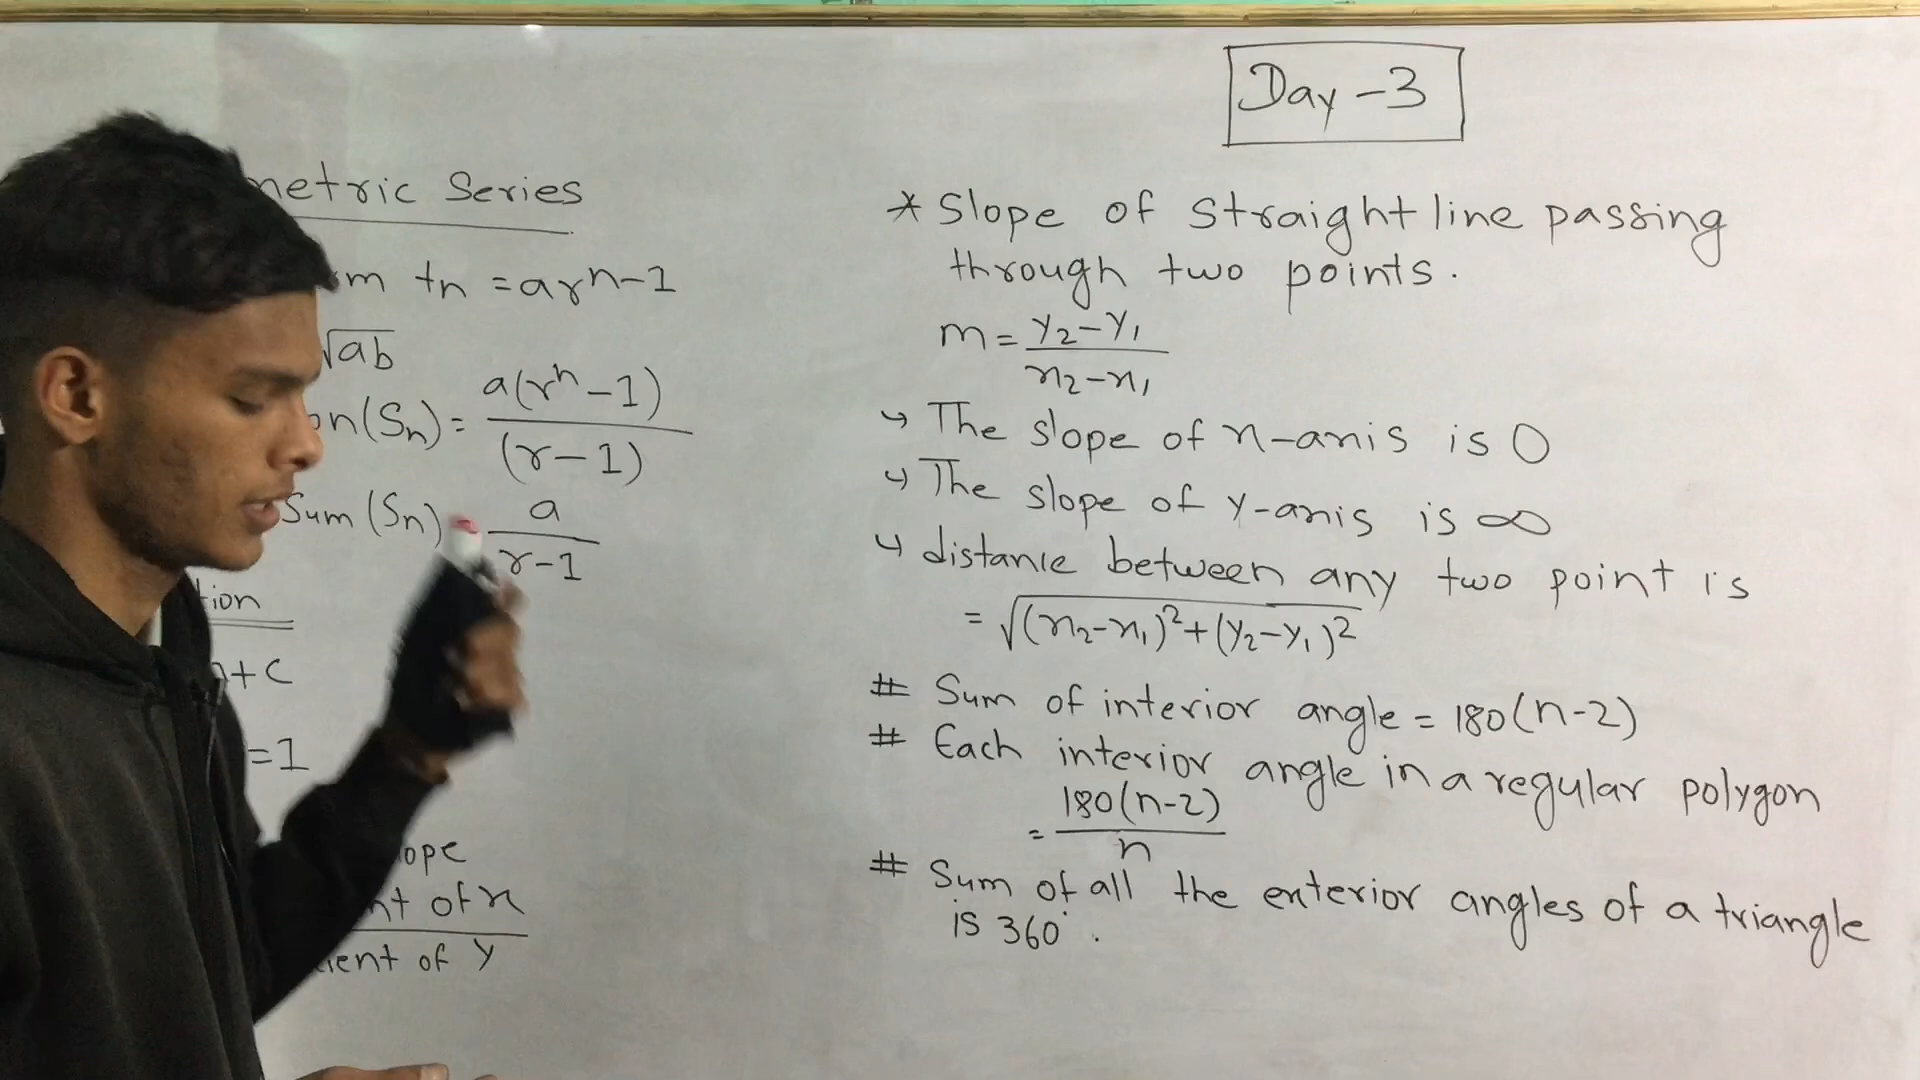 Day-3
netric Series
m tn = ar^n-1
√ab
on(Sn) = a(r^n-1)
(r-1)
Sum (Sn) = a
r-1
tion
+c
=1
ope
nt of x
ient of y
* Slope of straight line passing
through two points.
m = y2-y1
x2-x1
↳ The slope of x-axis is 0
↳ The slope of y-axis is ∞
↳ distance between any two point is
= √(x2-x1)²+(y2-y1)²
# Sum of interior angle = 180(n-2)
# Each interior angle in a regular polygon
= 180(n-2)
n
# Sum of all the exterior angles of a triangle
is 360°.